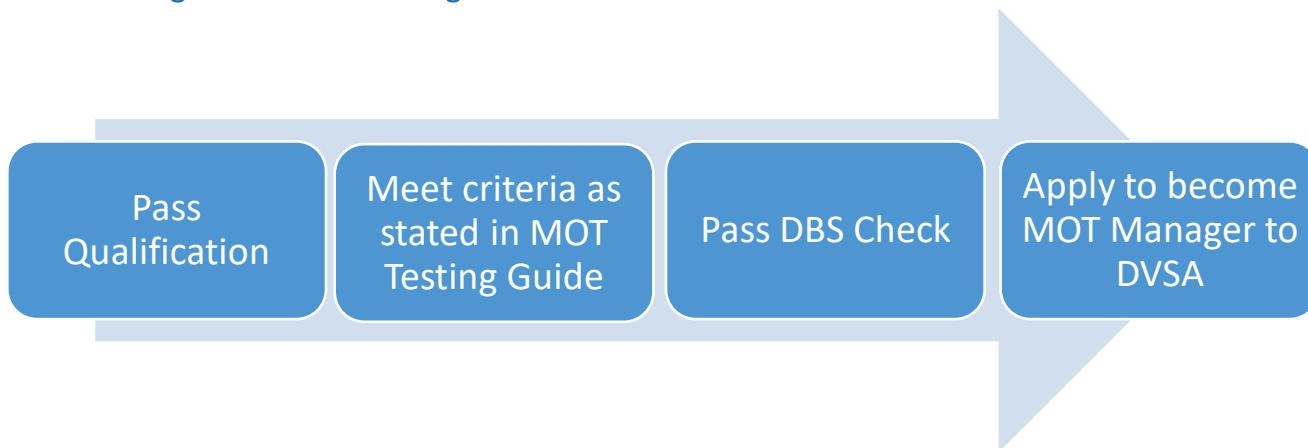 Pass
Qualification
Meet criteria as
stated in MOT
Testing Guide
Pass DBS Check
Apply to become
MOT Manager to
DVSA